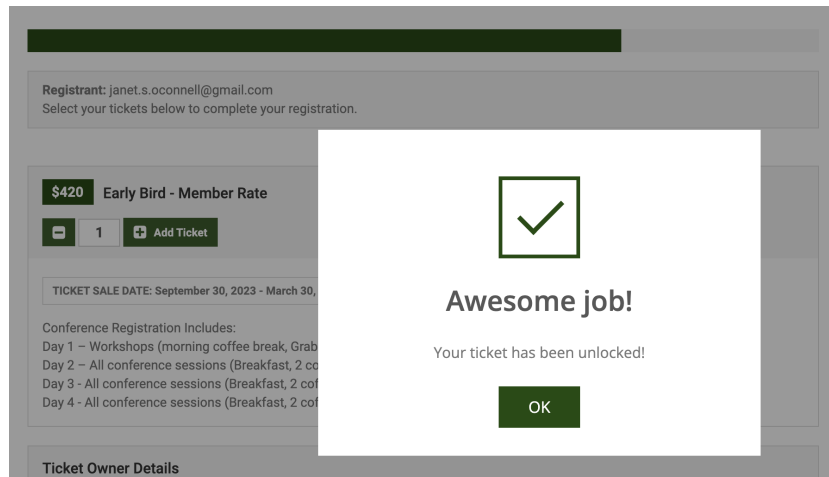 Registrant: janet.s.oconnell@gmail.com
Select your tickets below to complete your registration.
$420 Early Bird - Member Rate
1 Add Ticket
TICKET SALE DATE: September 30, 2023 - March 30,
Conference Registration Includes:
Day 1 – Workshops (morning coffee break, Grab
Day 2 – All conference sessions (Breakfast, 2 co
Day 3 - All conference sessions (Breakfast, 2 cof
Day 4 - All conference sessions (Breakfast, 2 cof
Ticket Owner Details
Awesome job!
Your ticket has been unlocked!
OK